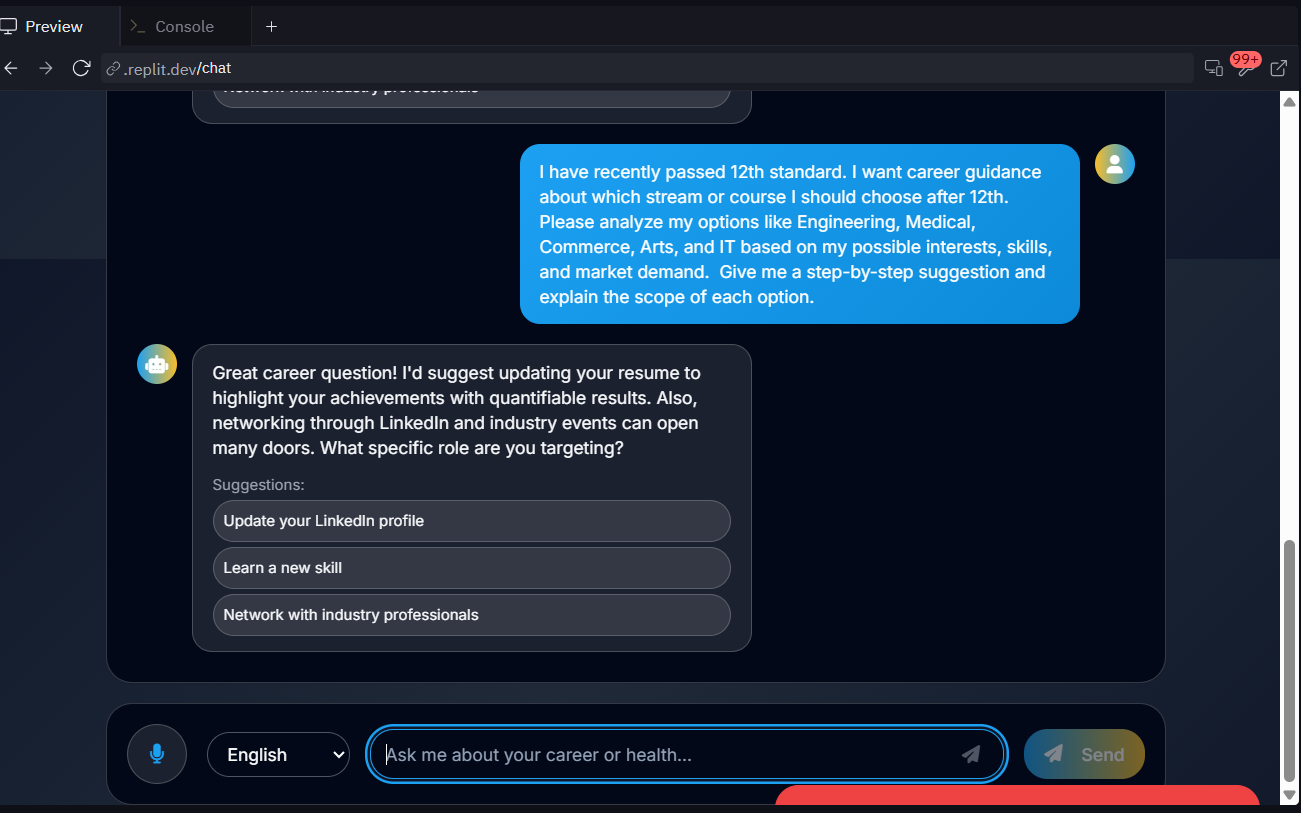 Preview
>_ Console
+
.replit.dev/chat
99+
Network with industry professionals
I have recently passed 12th standard. I want career guidance
about which stream or course I should choose after 12th.
Please analyze my options like Engineering, Medical,
Commerce, Arts, and IT based on my possible interests, skills,
and market demand.  Give me a step-by-step suggestion and
explain the scope of each option.
Great career question! I'd suggest updating your resume to
highlight your achievements with quantifiable results. Also,
networking through LinkedIn and industry events can open
many doors. What specific role are you targeting?
Suggestions:
Update your LinkedIn profile
Learn a new skill
Network with industry professionals
English
Ask me about your career or health...
Send